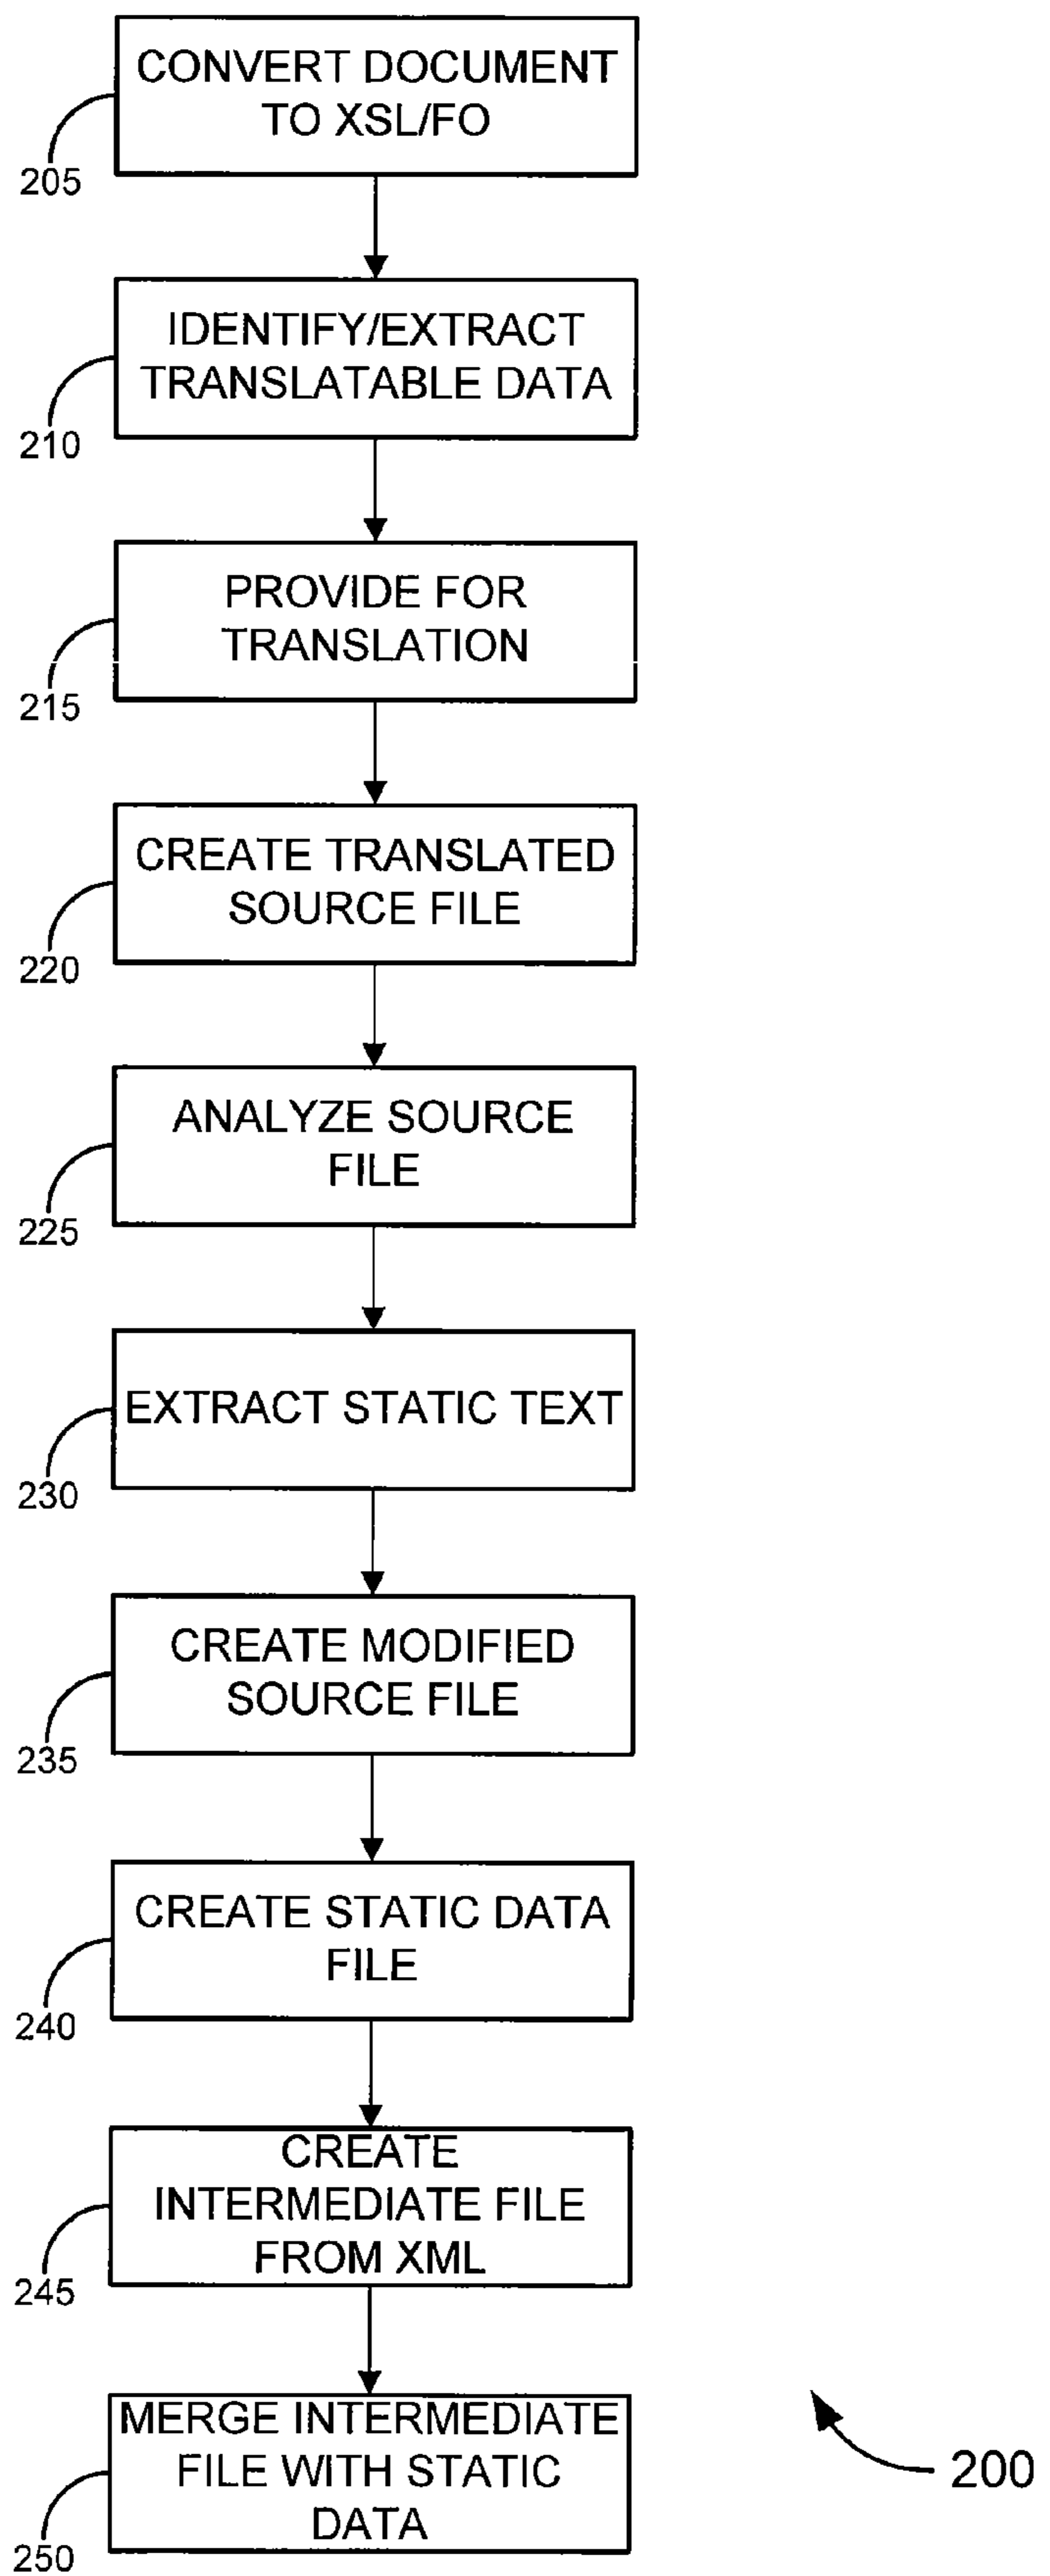 CONVERT DOCUMENT
TO XSL/FO
205
IDENTIFY/EXTRACT
TRANSLATABLE DATA
210
PROVIDE FOR
TRANSLATION
215
CREATE TRANSLATED
SOURCE FILE
220
ANALYZE SOURCE
FILE
225
EXTRACT STATIC TEXT
230
CREATE MODIFIED
SOURCE FILE
235
CREATE STATIC DATA
FILE
240
CREATE
INTERMEDIATE FILE
FROM XML
245
MERGE INTERMEDIATE
FILE WITH STATIC
DATA
250
200